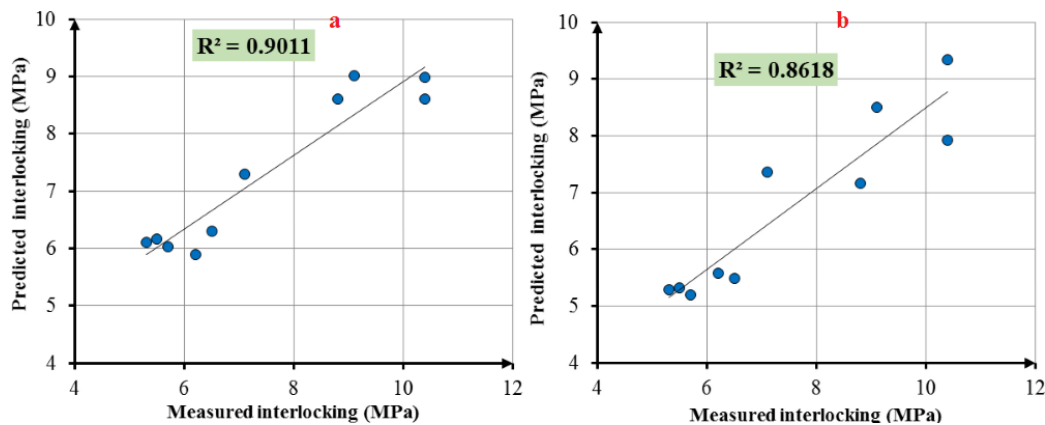 a
R² = 0.9011
Predicted interlocking (MPa)
10
9
8
7
6
5
4
4 6 8 10 12
Measured interlocking (MPa)
b
R² = 0.8618
Predicted interlocking (MPa)
10
9
8
7
6
5
4
4 6 8 10 12
Measured interlocking (MPa)